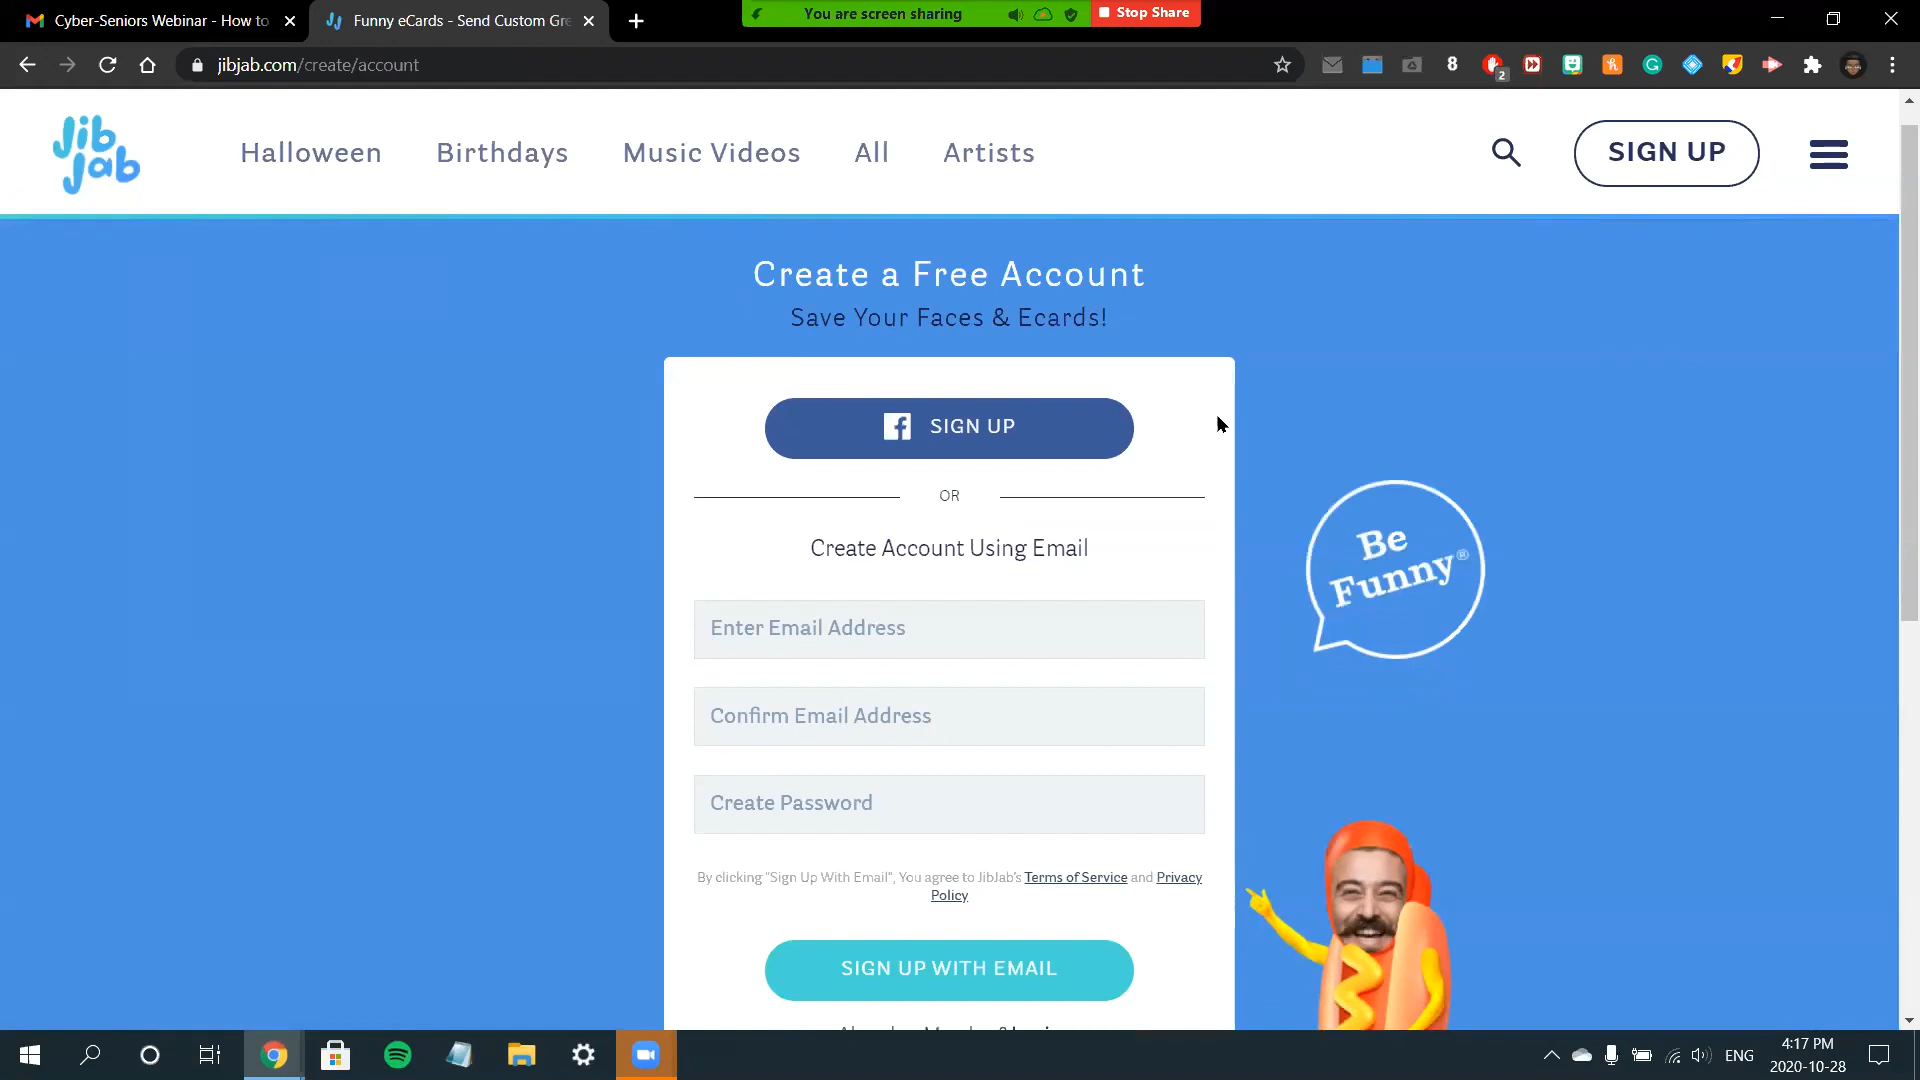 Cyber-Seniors Webinar - How to
Funny eCards - Send Custom Gre
You are screen sharing
Stop Share
jibjab.com/create/account
8
2
Jib
Jab
Halloween
Birthdays
Music Videos
All
Artists
SIGN UP
Create a Free Account
Save Your Faces & Ecards!
SIGN UP
OR
Create Account Using Email
Enter Email Address
Confirm Email Address
Create Password
By clicking "Sign Up With Email", You agree to JibJab's Terms of Service and Privacy
Policy
SIGN UP WITH EMAIL
Be
Funny®
ENG
4:17 PM
2020-10-28